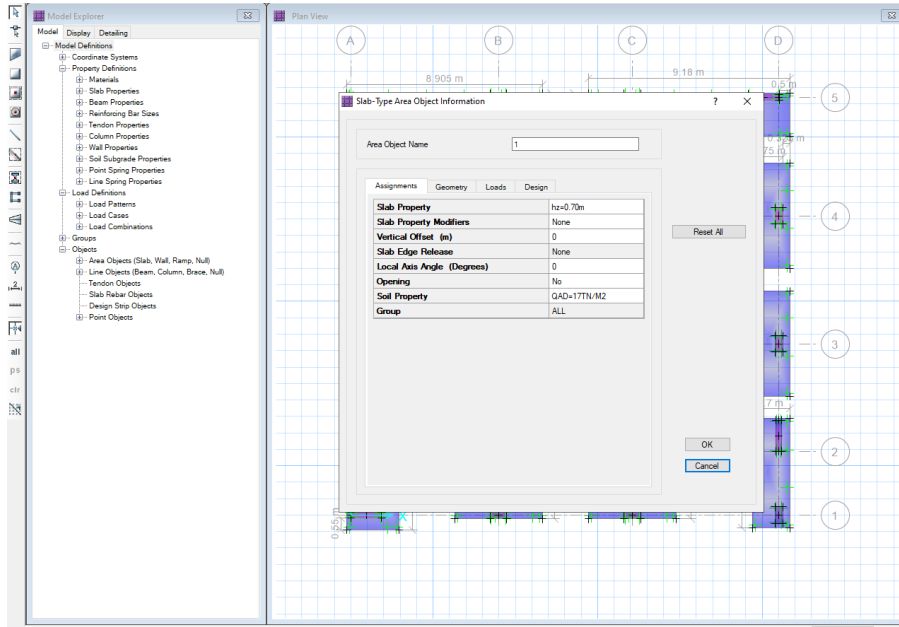 Model Explorer
Model Display Detailing
Model Definitions
Coordinate Systems
Property Definitions
Materials
Slab Properties
Beam Properties
Reinforcing Bar Sizes
Tendon Properties
Column Properties
Wall Properties
Soil Subgrade Properties
Point Spring Properties
Line Spring Properties
Load Definitions
Load Patterns
Load Cases
Load Combinations
Groups
Objects
Area Objects (Slab, Wall, Ramp, Null)
Line Objects (Beam, Column, Brace, Null)
Tendon Objects
Slab Rebar Objects
Design Strip Objects
Point Objects
all
ps
clr
Plan View
A B C D
8.905 m 9.18 m
0.5 m
5
75 m
4
3
7 m
2
1
0.55m
X
Slab-Type Area Object Information
Area Object Name 1
Assignments Geometry Loads Design
Slab Property hz=0.70m
Slab Property Modifiers None
Vertical Offset (m) 0
Slab Edge Release None
Local Axis Angle (Degrees) 0
Opening No
Soil Property QAD=17TN/M2
Group ALL
Reset All
OK
Cancel